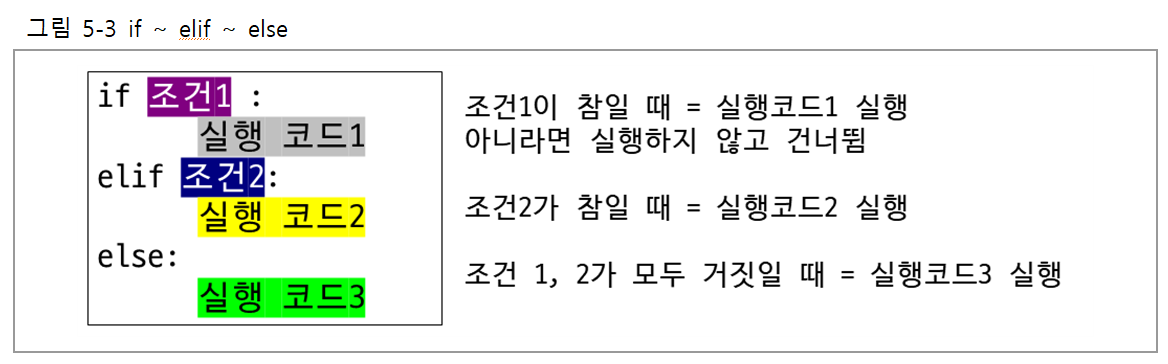 그림 5-3 if ~ elif ~ else
if 조건1 :
실행 코드1
elif 조건2:
실행 코드2
else:
실행 코드3
조건1이 참일 때 = 실행코드1 실행
아니라면 실행하지 않고 건너뜀
조건2가 참일 때 = 실행코드2 실행
조건 1, 2가 모두 거짓일 때 = 실행코드3 실행